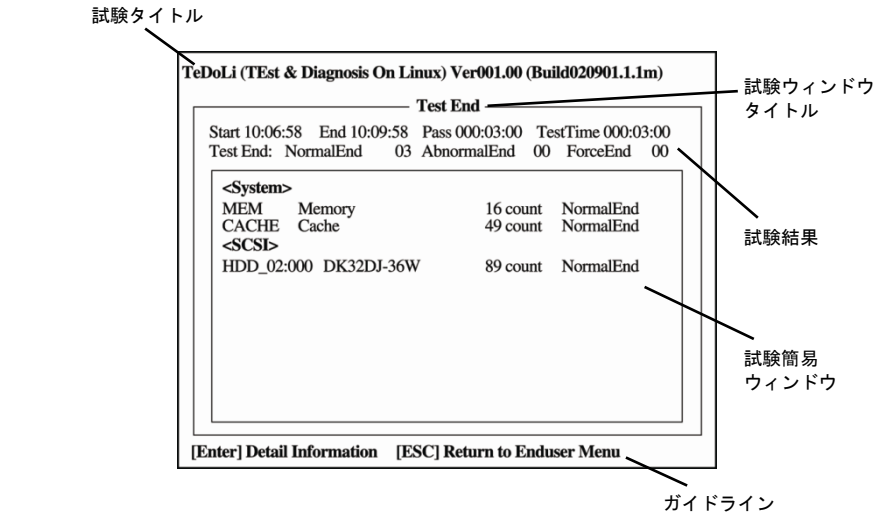 試験タイトル
TeDoLi (TEst & Diagnosis On Linux) Ver001.00 (Build020901.1.1m)
試験ウィンドウ
タイトル
Test End
Start 10:06:58 End 10:09:58 Pass 000:03:00 TestTime 000:03:00
Test End: NormalEnd 03 AbnormalEnd 00 ForceEnd 00
<System>
MEM Memory 16 count NormalEnd
CACHE Cache 49 count NormalEnd
<SCSI>
HDD_02:000 DK32DJ-36W 89 count NormalEnd
試験結果
試験簡易
ウィンドウ
[Enter] Detail Information [ESC] Return to Enduser Menu
ガイドライン